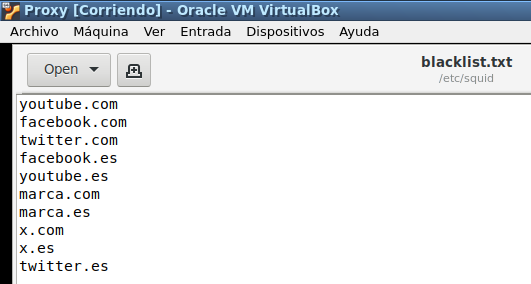 Proxy [Corriendo] - Oracle VM VirtualBox
Archivo Máquina Ver Entrada Dispositivos Ayuda
Open
blacklist.txt
/etc/squid
youtube.com
facebook.com
twitter.com
facebook.es
youtube.es
marca.com
marca.es
x.com
x.es
twitter.es